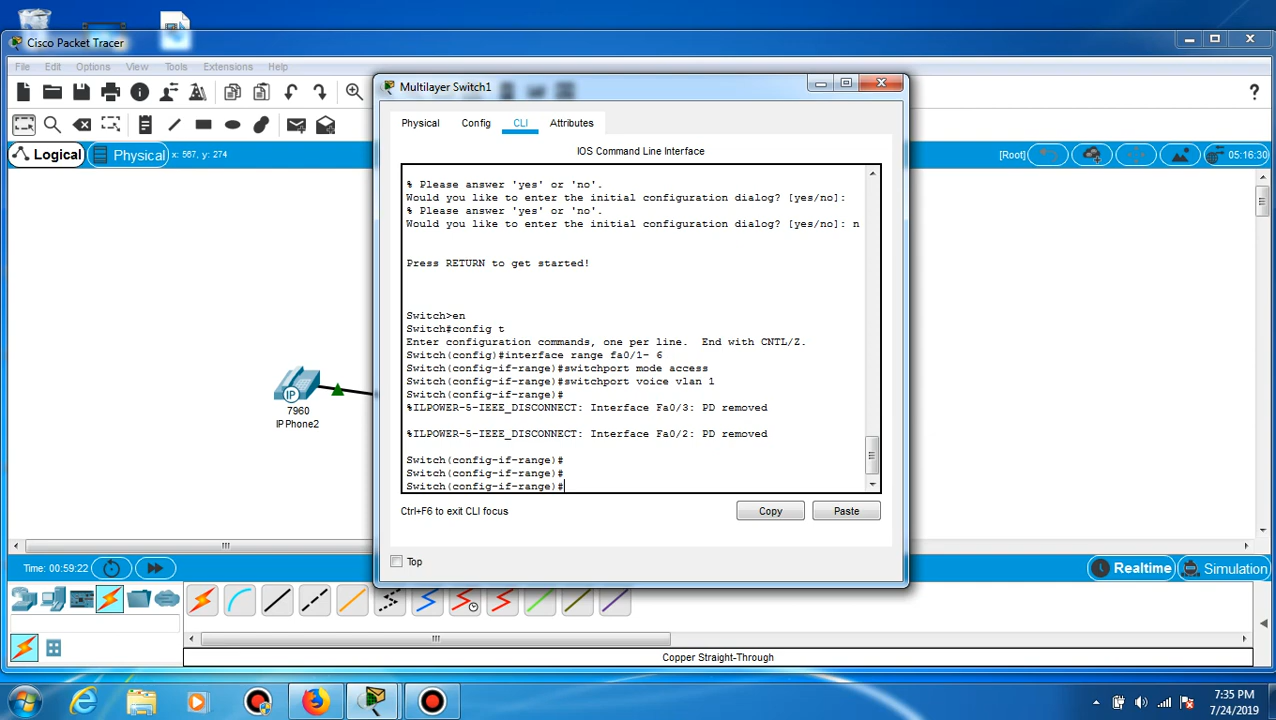 Cisco Packet Tracer
File Edit Options View Tools Extensions Help
Multilayer Switch1
Physical Config CLI Attributes
IOS Command Line Interface
Logical Physical x: 567, y: 274
[Root] 05:16:30
% Please answer 'yes' or 'no'.
Would you like to enter the initial configuration dialog? [yes/no]:
% Please answer 'yes' or 'no'.
Would you like to enter the initial configuration dialog? [yes/no]: n
Press RETURN to get started!
Switch>en
Switch#config t
Enter configuration commands, one per line.  End with CNTL/Z.
Switch(config)#interface range fa0/1- 6
Switch(config-if-range)#switchport mode access
Switch(config-if-range)#switchport voice vlan 1
Switch(config-if-range)#
%ILPOWER-5-IEEE_DISCONNECT: Interface Fa0/3: PD removed
%ILPOWER-5-IEEE_DISCONNECT: Interface Fa0/2: PD removed
Switch(config-if-range)#
Switch(config-if-range)#
Switch(config-if-range)#
IP
7960
IP Phone2
Ctrl+F6 to exit CLI focus
Copy Paste
Top
Time: 00:59:22
Realtime Simulation
Copper Straight-Through
7:35 PM
7/24/2019